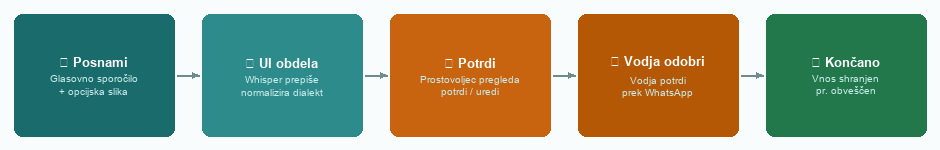 Posnami
Glasovno sporočilo
+ opcijska slika
UI obdela
Whisper prepiše
normalizira dialekt
Potrdi
Prostovoljec pregleda
potrdi / uredi
Vodja odobri
Vodja potrdi
prek WhatsApp
Končano
Vnos shranjen
pr. obveščen